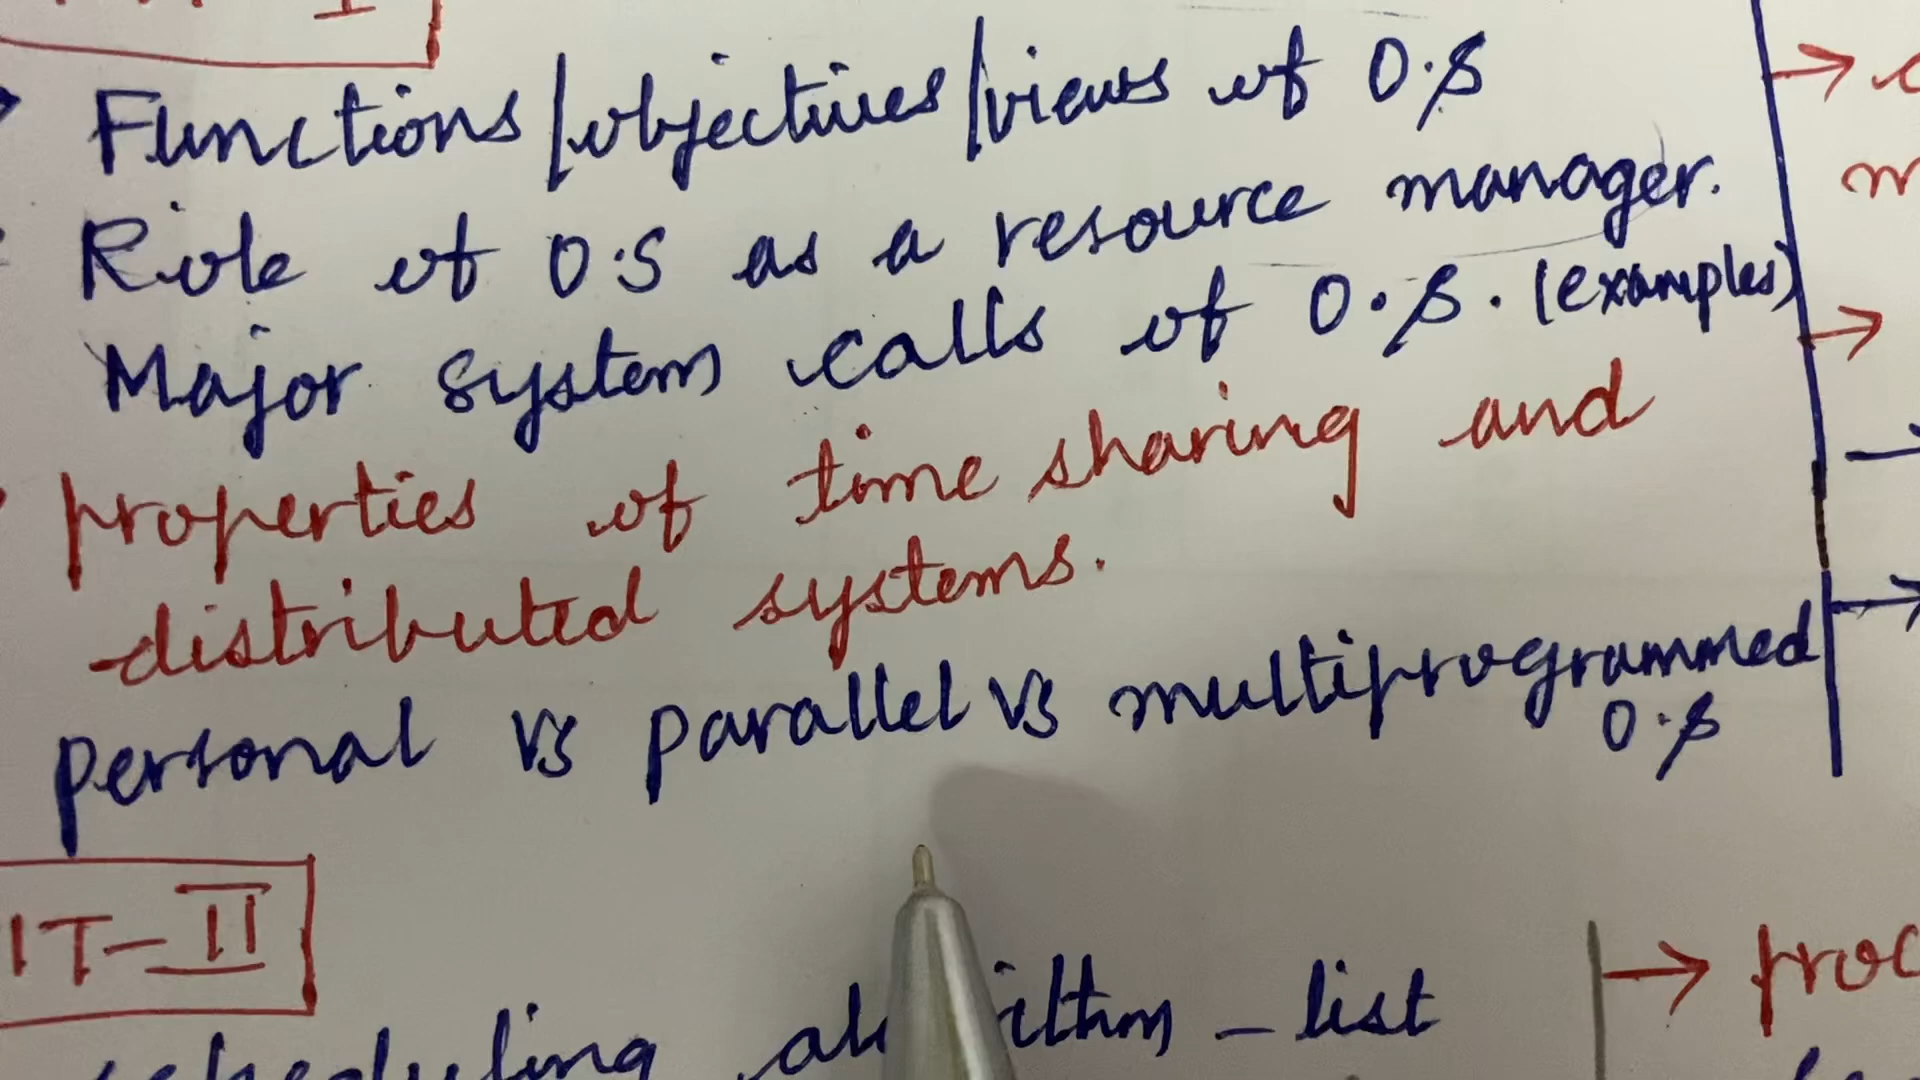 I
Functions/objectives/views of O.S
Role of O.S as a resource manager.
Major system calls of O.S. (examples)
properties of time sharing and
distributed systems.
personal vs parallel vs multiprogrammed
O.S
IT-II
scheduling - list